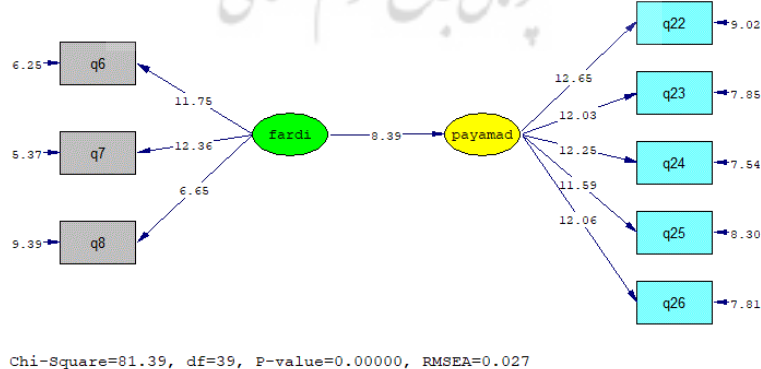 q22
9.02
6.25
q6
12.65
11.75
q23
7.85
12.03
5.37
q7
12.36
fardi
8.39
payamad
12.25
q24
7.54
6.65
11.59
9.39
q8
12.06
q25
8.30
q26
7.81
Chi-Square=81.39, df=39, P-value=0.00000, RMSEA=0.027